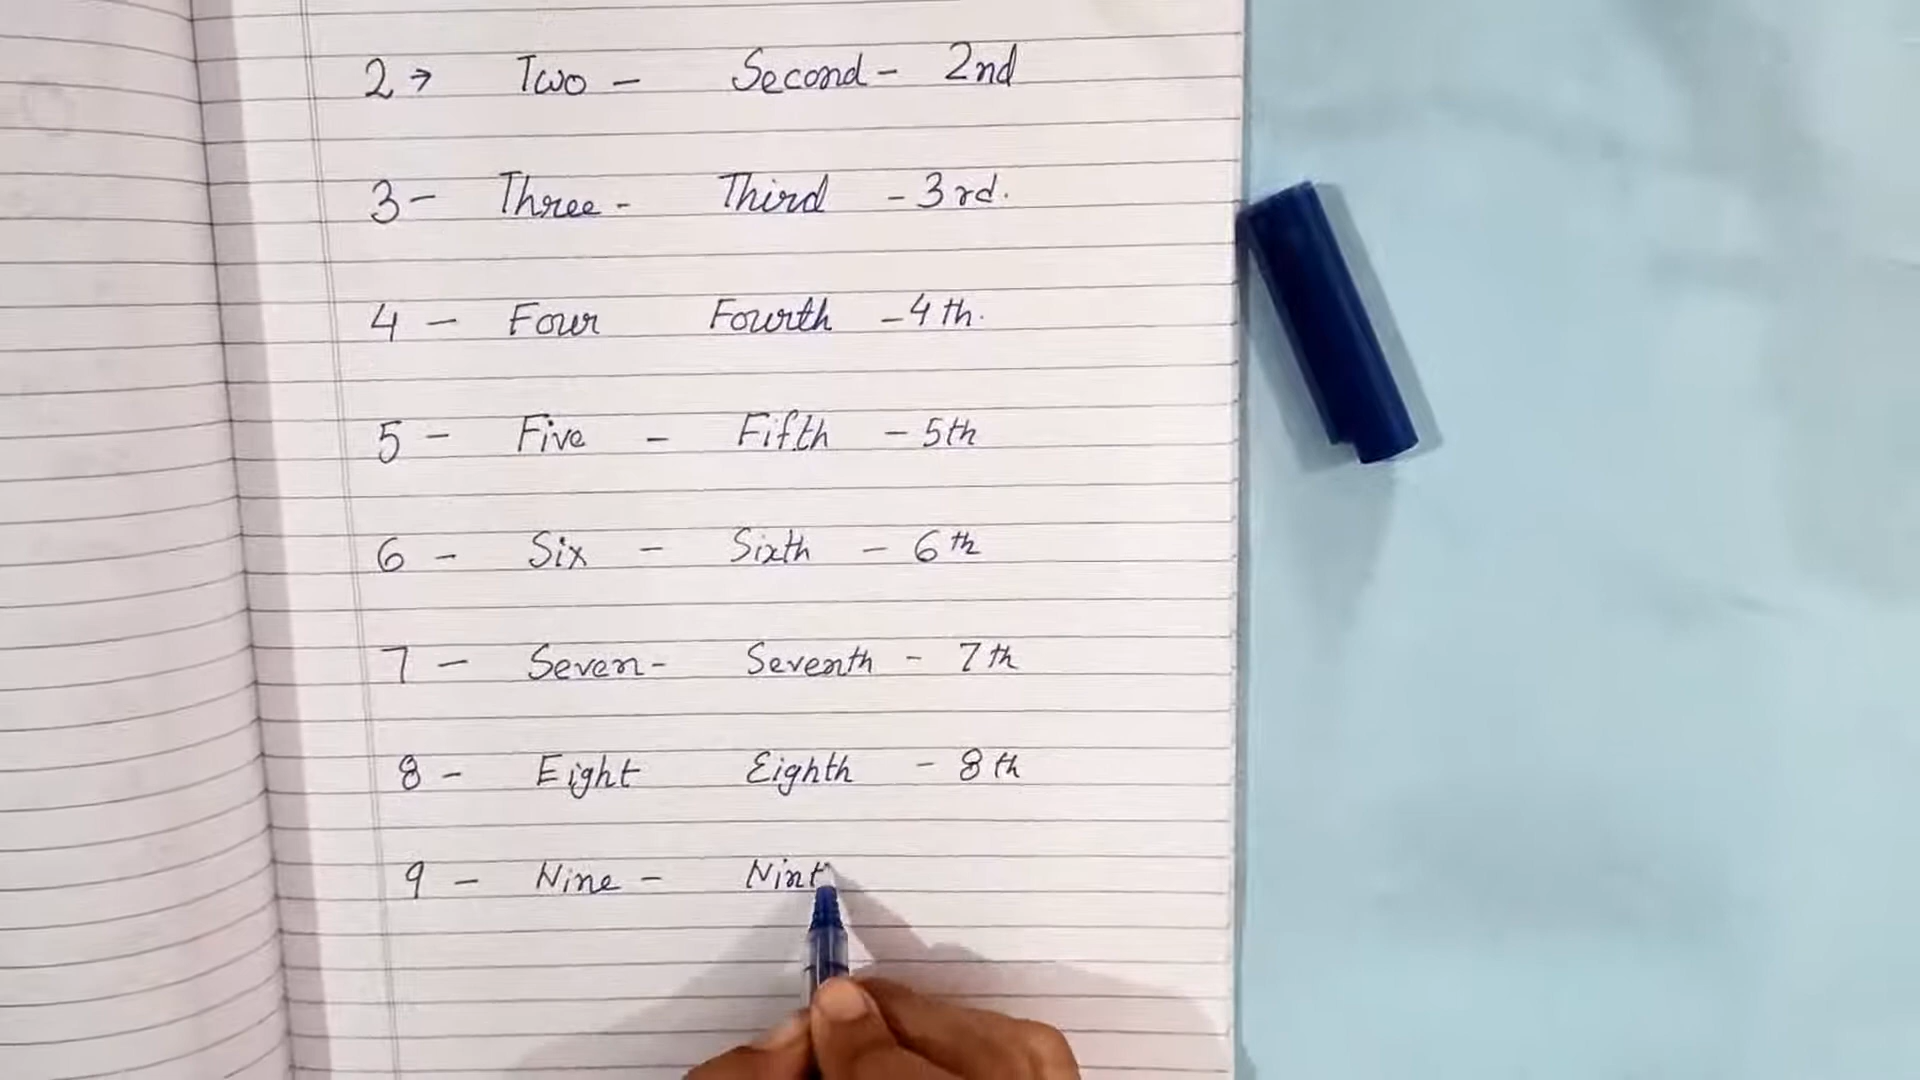 2 → Two - Second - 2nd
3 - Three - Third - 3rd.
4 - Four Fourth - 4th.
5 - Five - Fifth - 5th
6 - Six - Sixth - 6th
7 - Seven - Seventh - 7th
8 - Eight Eighth - 8th
9 - Nine - Nint